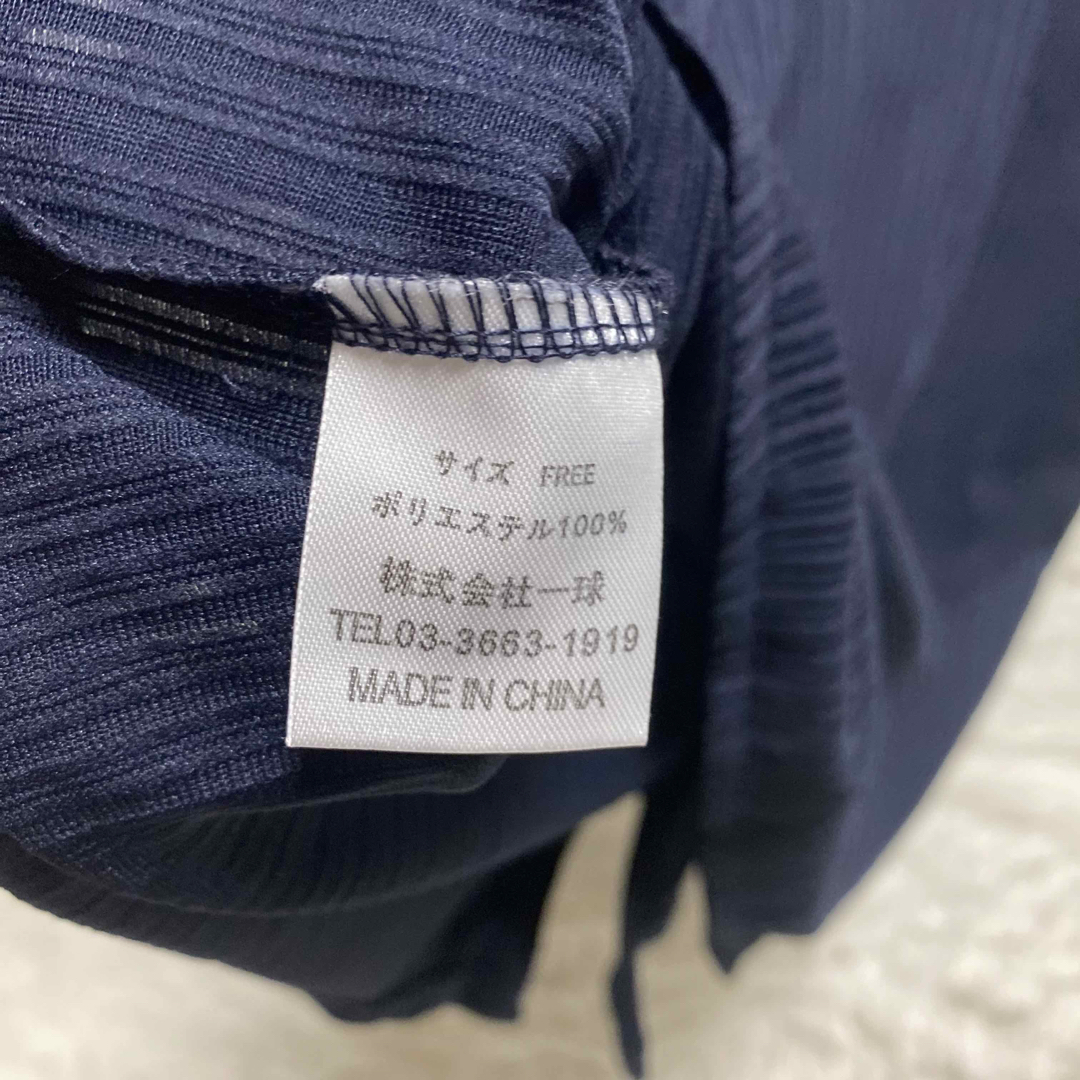 サイズ FREE
ポリエステル100%
株式会社一球
TEL03-3663-1919
MADE IN CHINA